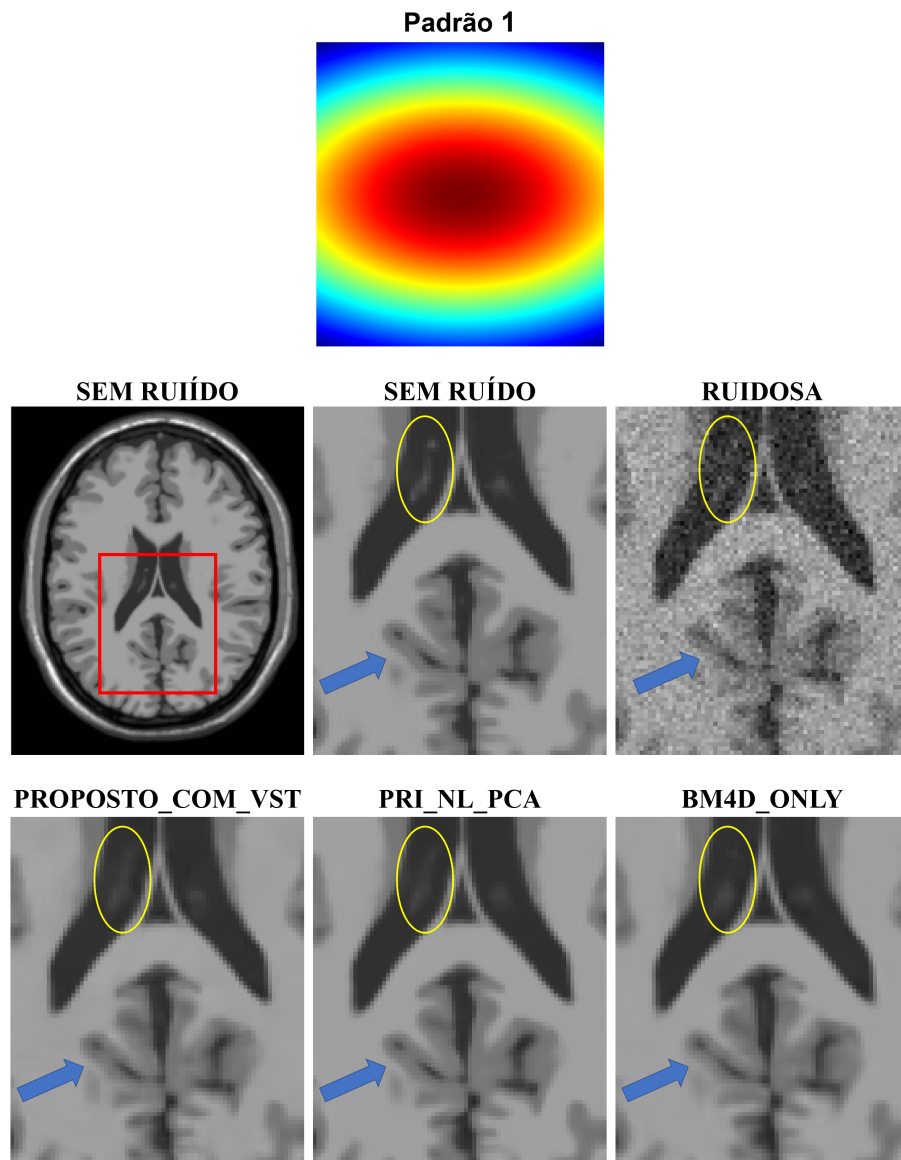 Padrão 1
SEM RUIÍDO
SEM RUÍDO
RUIDOSA
PROPOSTO_COM_VST
PRI_NL_PCA
BM4D_ONLY